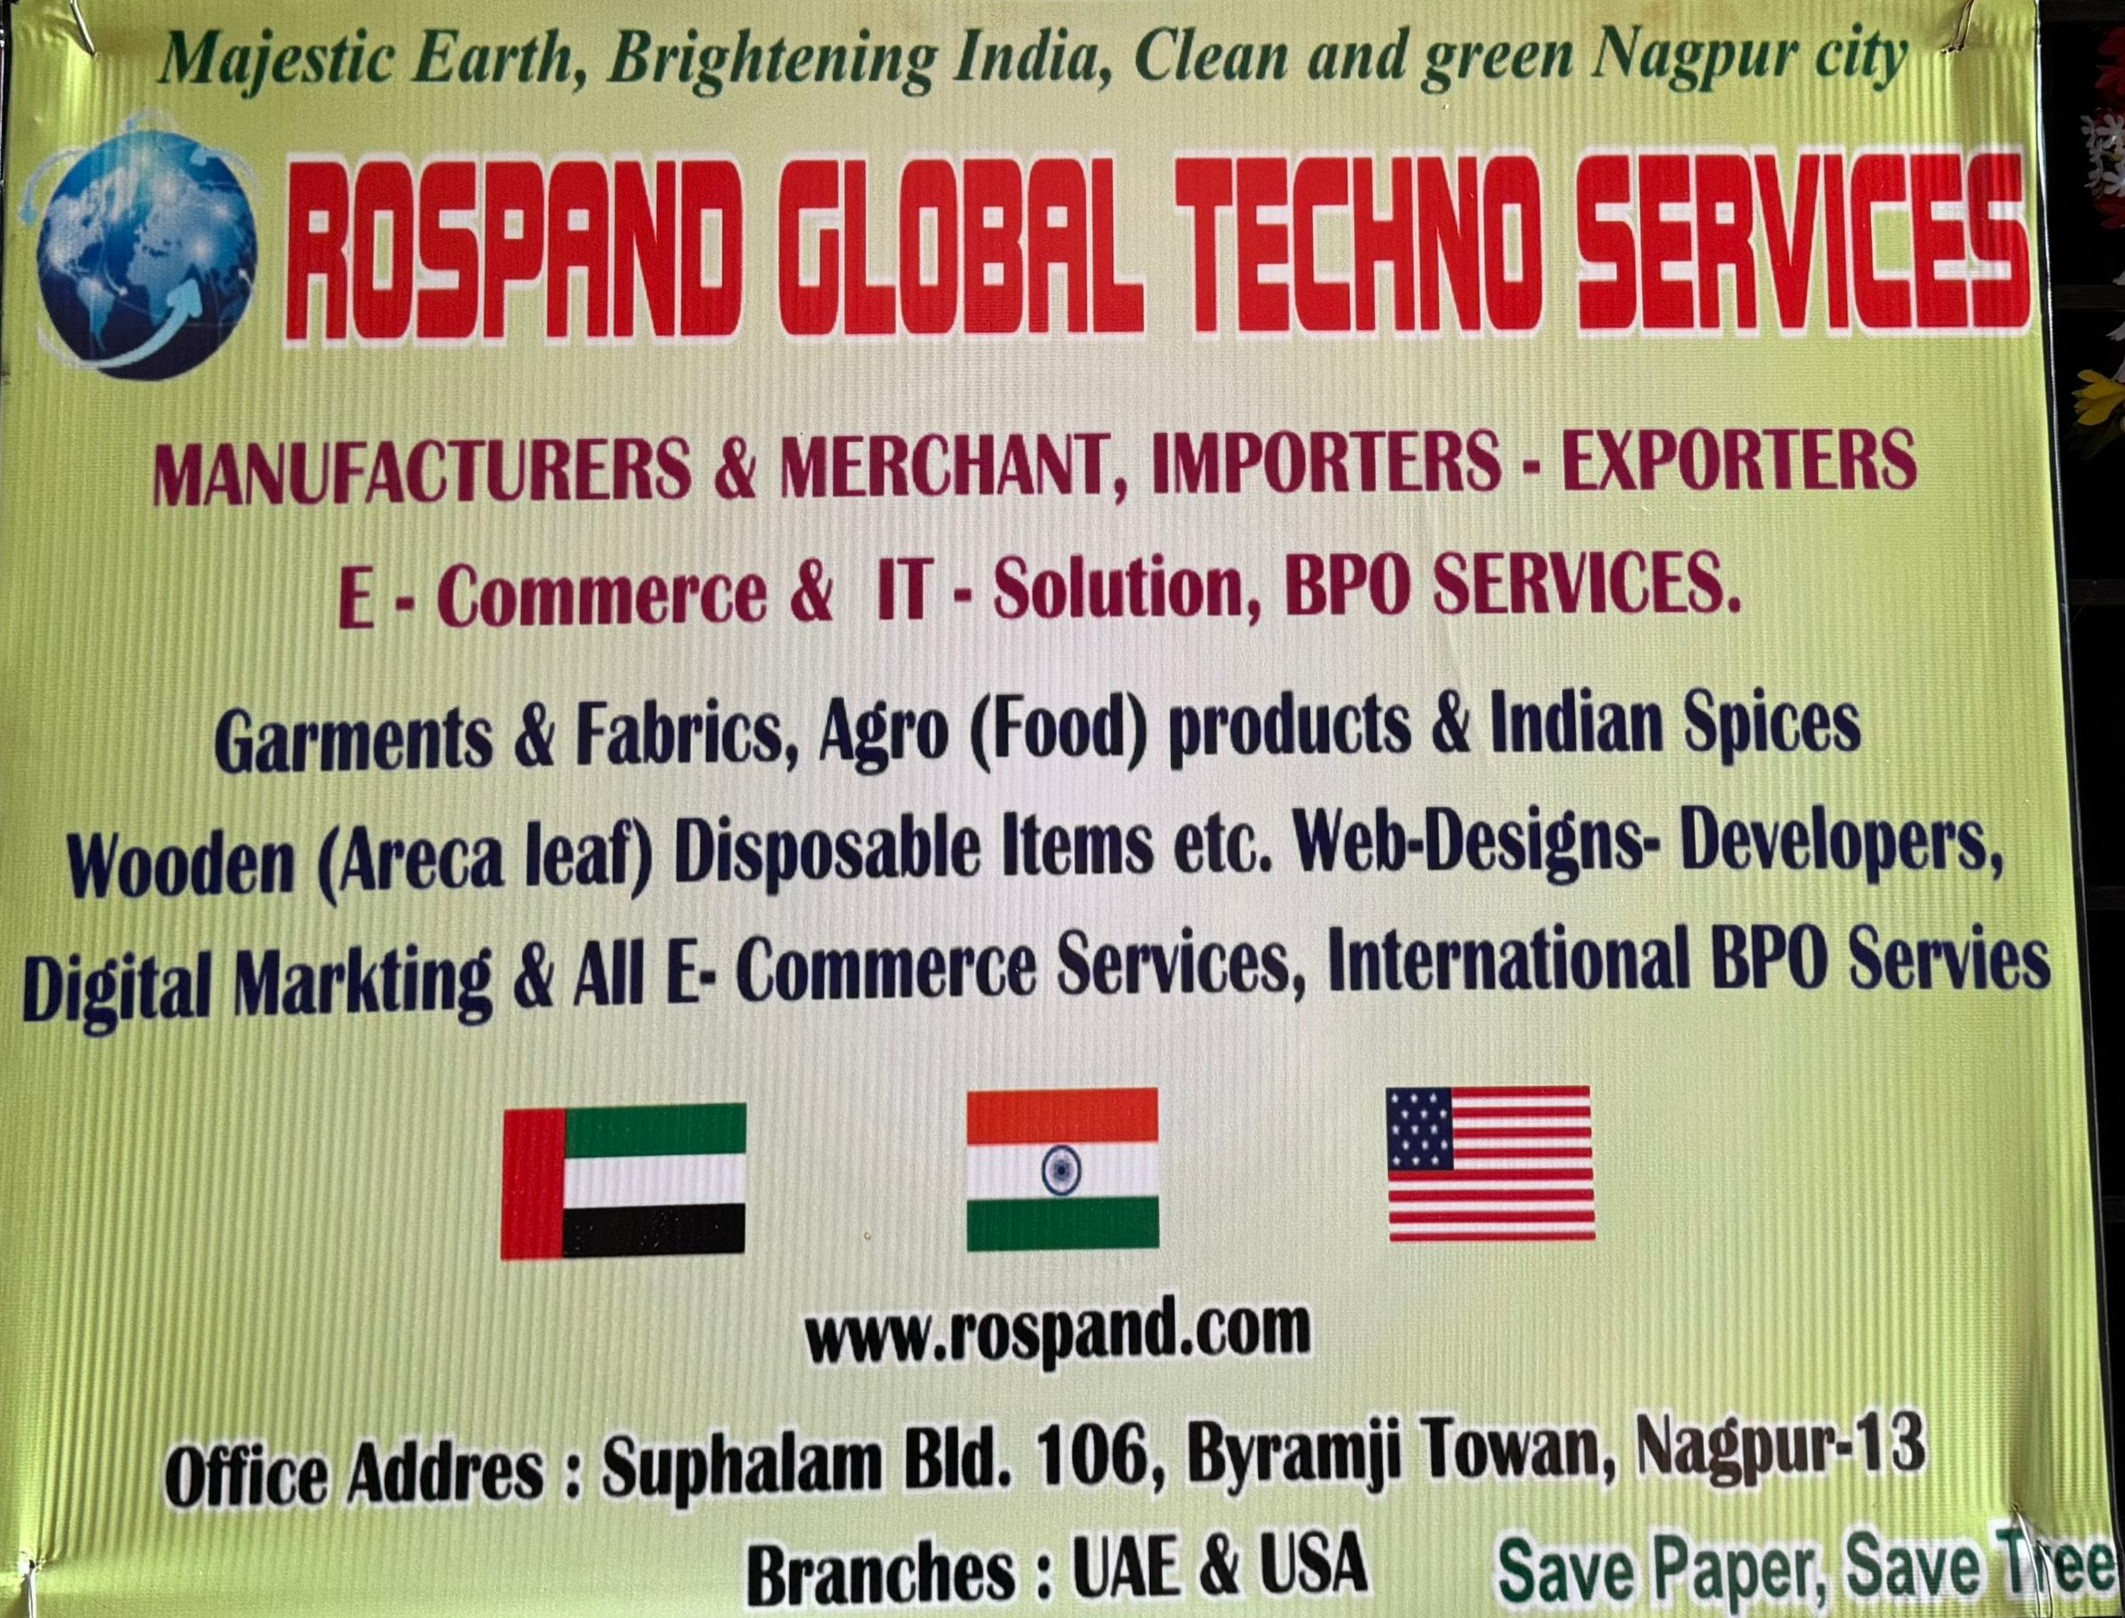 Majestic Earth, Brightening India, Clean and green Nagpur city
ROSPAND GLOBAL TECHNO SERVICES
MANUFACTURERS & MERCHANT, IMPORTERS - EXPORTERS
E - Commerce & IT - Solution, BPO SERVICES.
Garments & Fabrics, Agro (Food) products & Indian Spices
Wooden (Areca leaf) Disposable Items etc. Web-Designs- Developers,
Digital Markting & All E- Commerce Services, International BPO Servies
www.rospand.com
Office Addres : Suphalam Bld. 106, Byramji Towan, Nagpur-13
Branches : UAE & USA
Save Paper, Save Tree